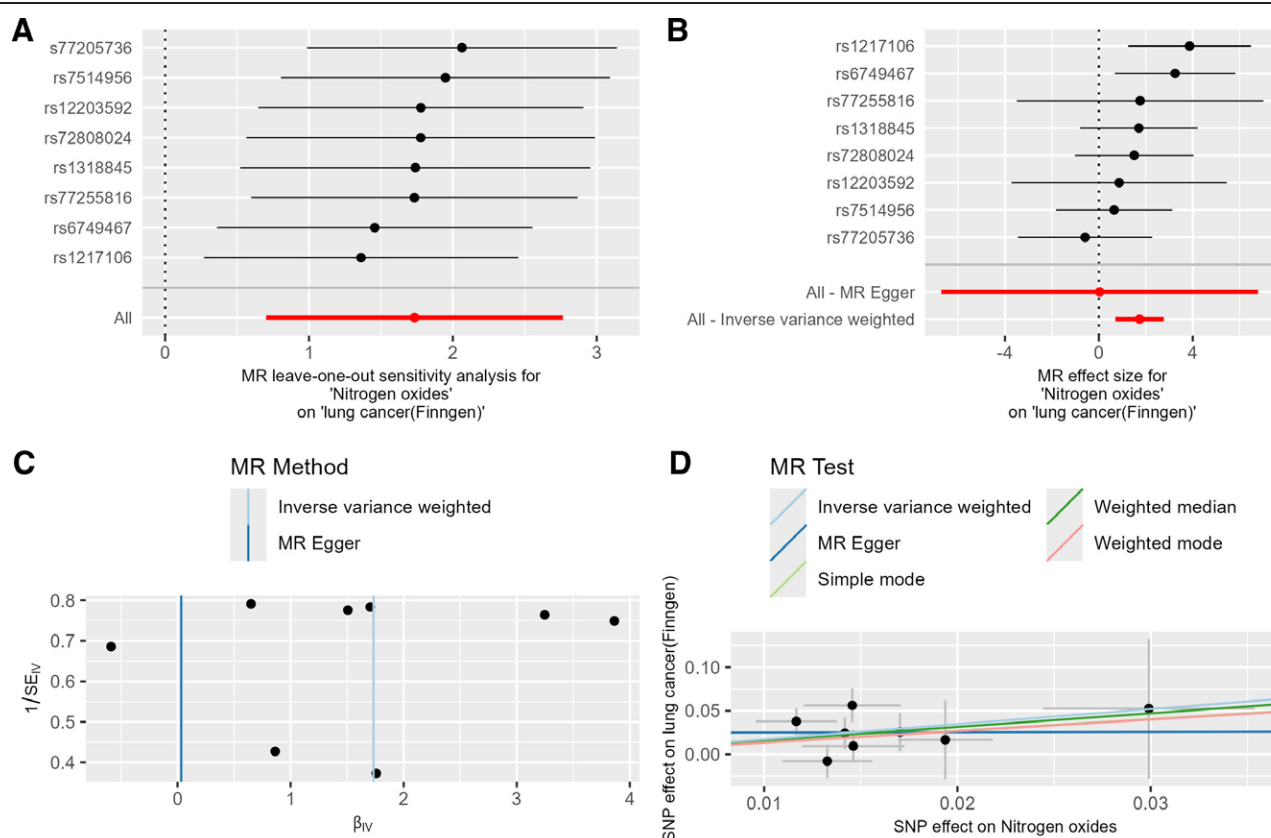 A
s77205736
rs7514956
rs12203592
rs72808024
rs1318845
rs77255816
rs6749467
rs1217106
All
0 1 2 3
MR leave-one-out sensitivity analysis for
'Nitrogen oxides'
on 'lung cancer(Finngen)'
B
rs1217106
rs6749467
rs77255816
rs1318845
rs72808024
rs12203592
rs7514956
rs77205736
All - MR Egger
All - Inverse variance weighted
-4 0 4
MR effect size for
'Nitrogen oxides'
on 'lung cancer(Finngen)'
C
MR Method
Inverse variance weighted
MR Egger
1/SEIV
0.8
0.7
0.6
0.5
0.4
0 1 2 3 4
βIV
D
MR Test
Inverse variance weighted
MR Egger
Simple mode
Weighted median
Weighted mode
SNP effect on lung cancer(Finngen)
0.10
0.05
0.00
0.01 0.02 0.03
SNP effect on Nitrogen oxides